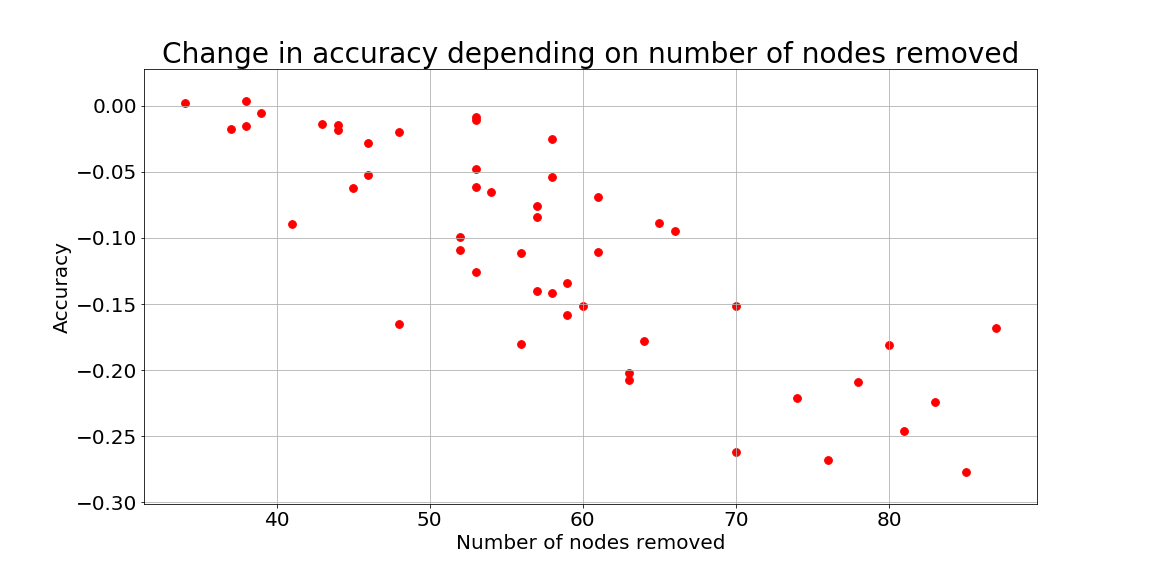 Change in accuracy depending on number of nodes removed
0.00
−0.05
−0.10
−0.15
−0.20
−0.25
−0.30
Accuracy
40 50 60 70 80
Number of nodes removed